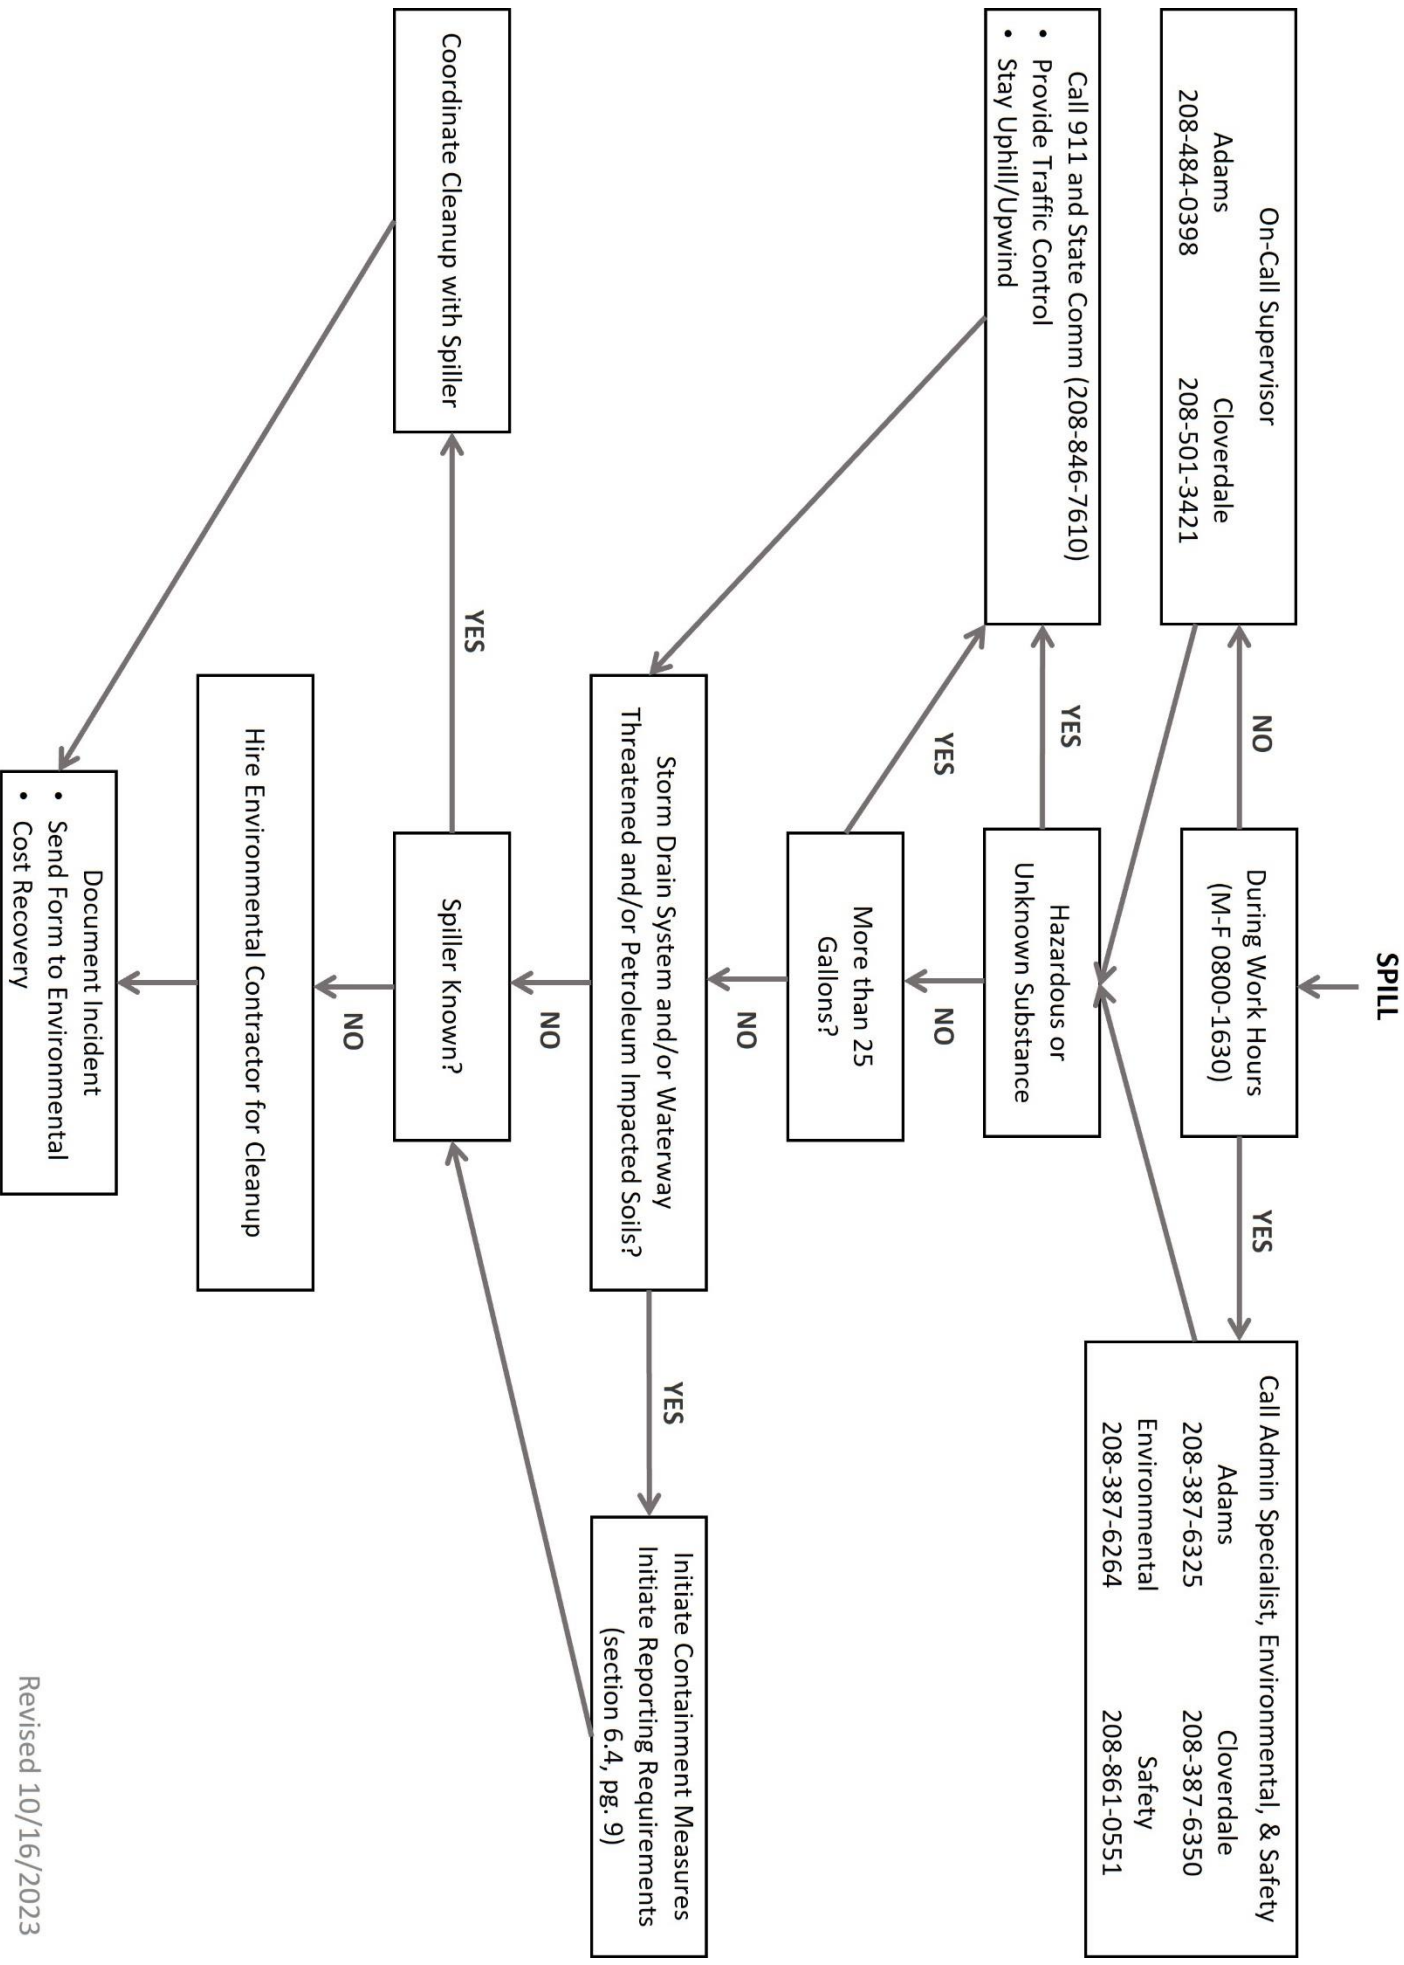 SPILL
During Work Hours
(M-F 0800-1630)
NO
YES
On-Call Supervisor
Adams
208-484-0398
Cloverdale
208-501-3421
Call Admin Specialist, Environmental, & Safety
Adams
208-387-6325
Cloverdale
208-387-6350
Environmental
208-387-6264
Safety
208-861-0551
Hazardous or
Unknown Substance
YES
NO
Call 911 and State Comm (208-846-7610)
• Provide Traffic Control
• Stay Uphill/Upwind
More than 25
Gallons?
YES
NO
Storm Drain System and/or Waterway
Threatened and/or Petroleum Impacted Soils?
YES
NO
Initiate Containment Measures
Initiate Reporting Requirements
(section 6.4, pg. 9)
Spiller Known?
YES
NO
Coordinate Cleanup with Spiller
Hire Environmental Contractor for Cleanup
Document Incident
• Send Form to Environmental
• Cost Recovery
Revised 10/16/2023